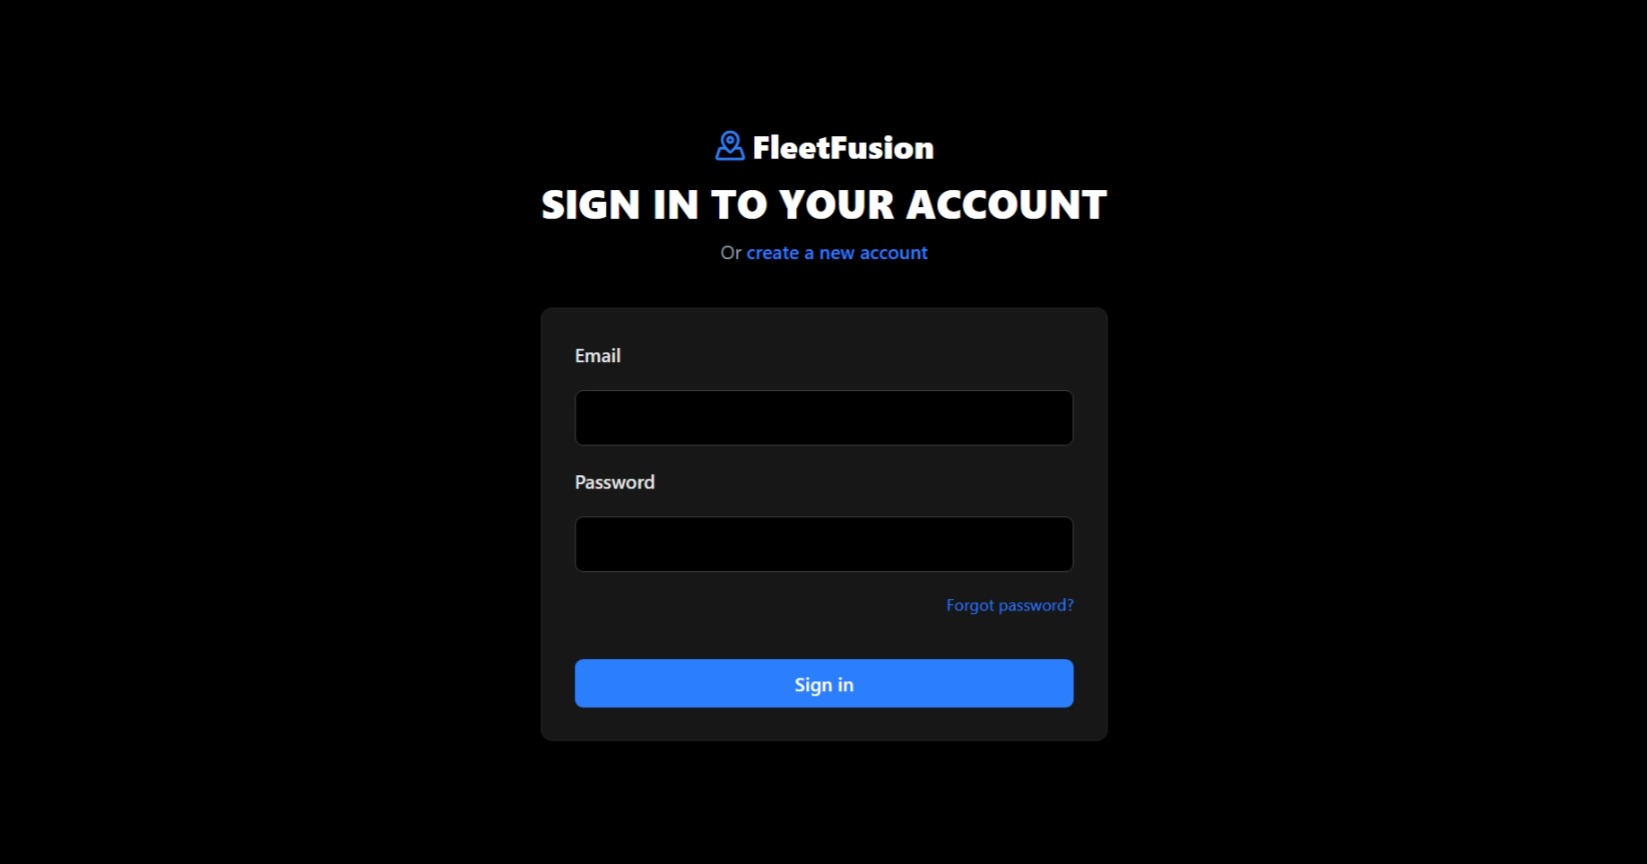 FleetFusion
SIGN IN TO YOUR ACCOUNT
Or create a new account
Email
Password
Forgot password?
Sign in